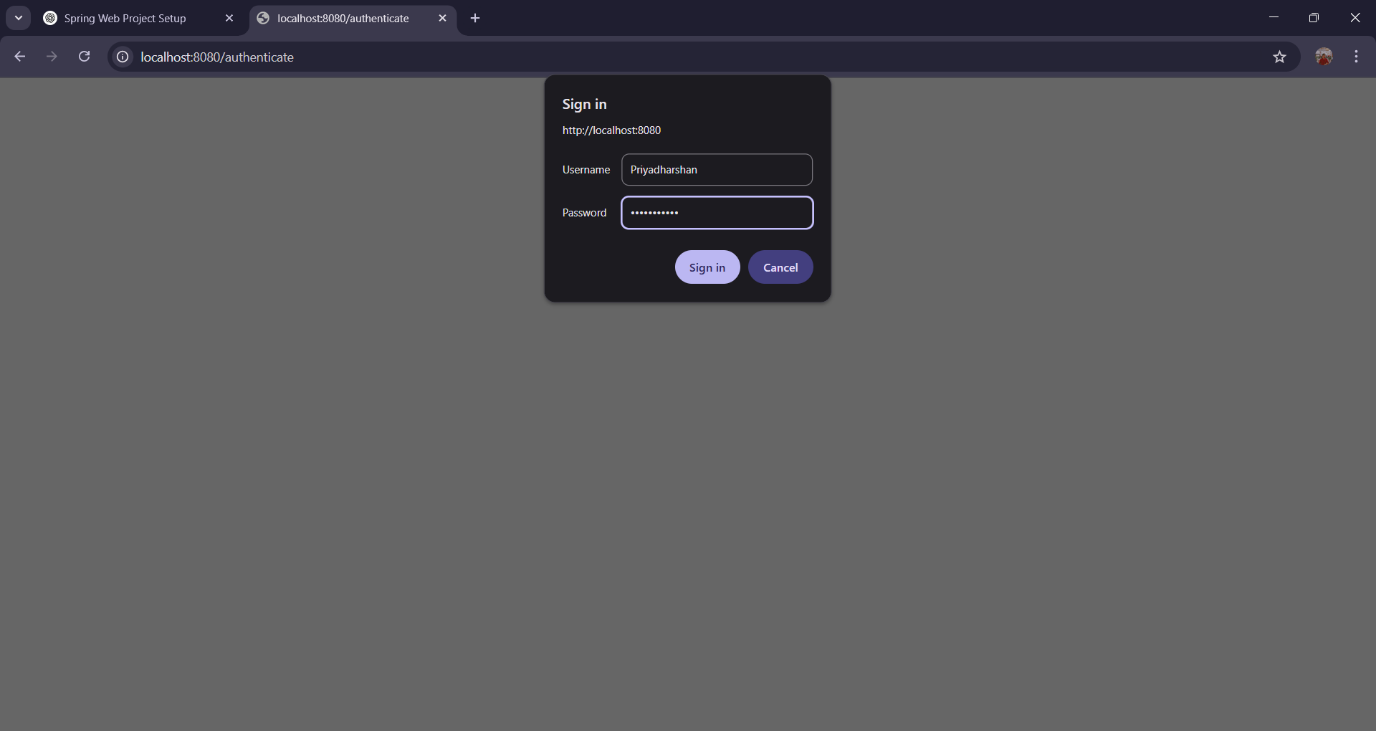 Spring Web Project Setup
localhost:8080/authenticate
localhost:8080/authenticate
Sign in
http://localhost:8080
Username Priyadharshan
Password •••••••••••
Sign in Cancel